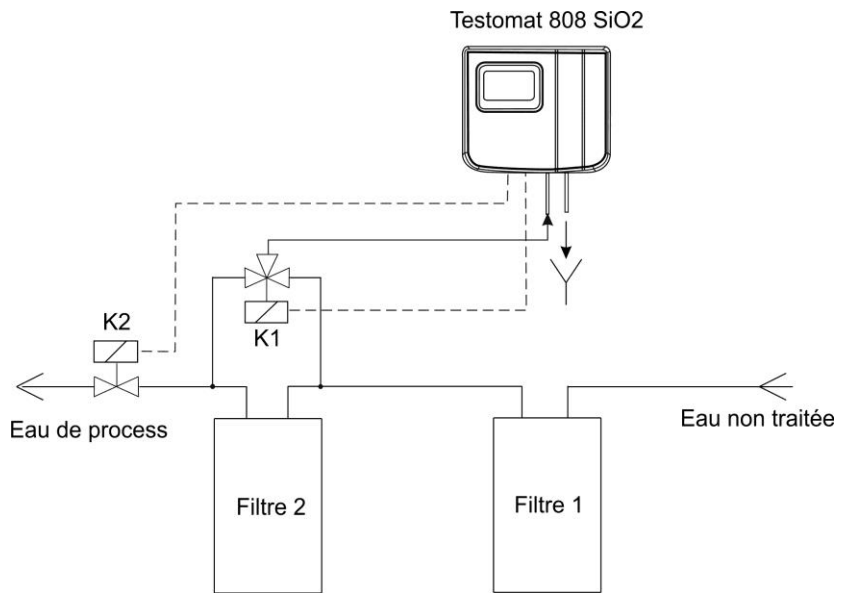 Testomat 808 SiO2
K2
K1
Eau de process
Eau non traitée
Filtre 2
Filtre 1